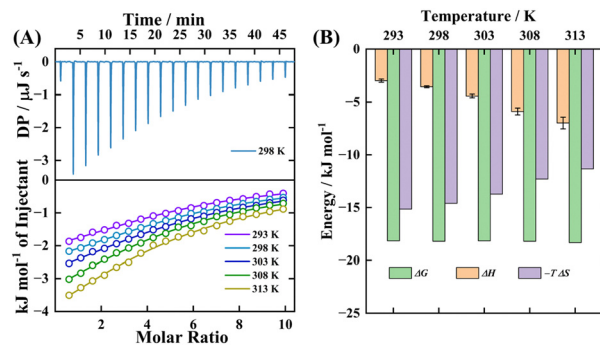 (A)
Time / min
5 10 15 20 25 30 35 40 45
DP / μJ s⁻¹
0
−1
−2
−3
298 K
kJ mol⁻¹ of Injectant
0
−1
−2
−3
−4
293 K
298 K
303 K
308 K
313 K
2 4 6 8 10
Molar Ratio
(B)
Temperature / K
293 298 303 308 313
Energy / kJ mol⁻¹
0
−5
−10
−15
−20
−25
ΔG ΔH −T ΔS